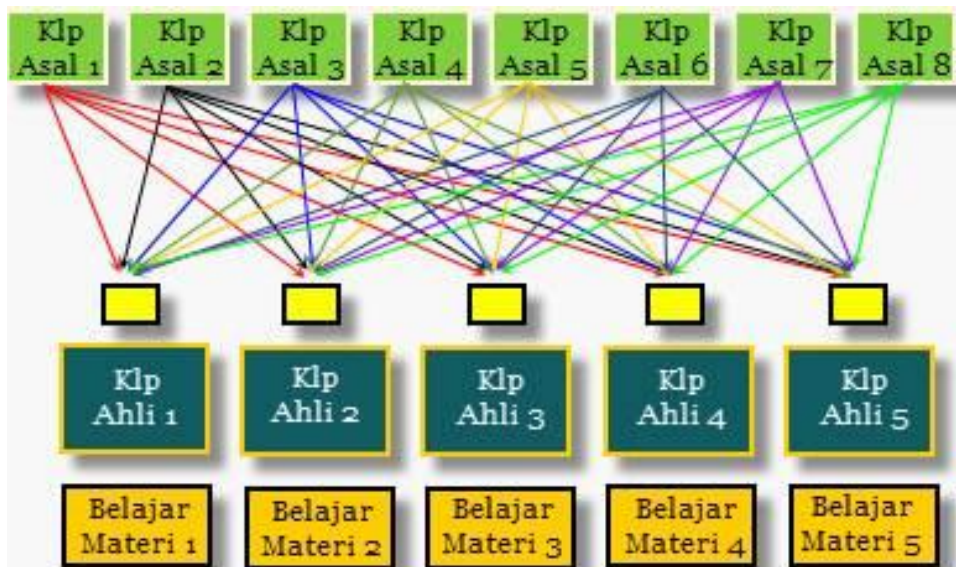 Klp
Asal 1
Klp
Asal 2
Klp
Asal 3
Klp
Asal 4
Klp
Asal 5
Klp
Asal 6
Klp
Asal 7
Klp
Asal 8
Klp
Ahli 1
Klp
Ahli 2
Klp
Ahli 3
Klp
Ahli 4
Klp
Ahli 5
Belajar
Materi 1
Belajar
Materi 2
Belajar
Materi 3
Belajar
Materi 4
Belajar
Materi 5